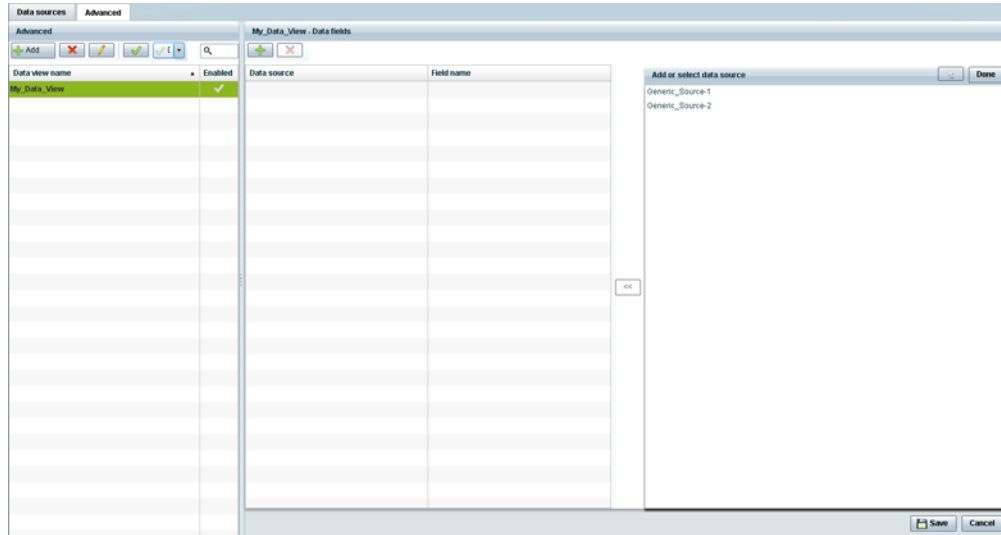 Data sources Advanced
Advanced
Add
My_Data_View - Data fields
Data view name Enabled
My_Data_View
Data source Field name
Add or select data source Done
Generic_Source-1
Generic_Source-2
<<
Save Cancel